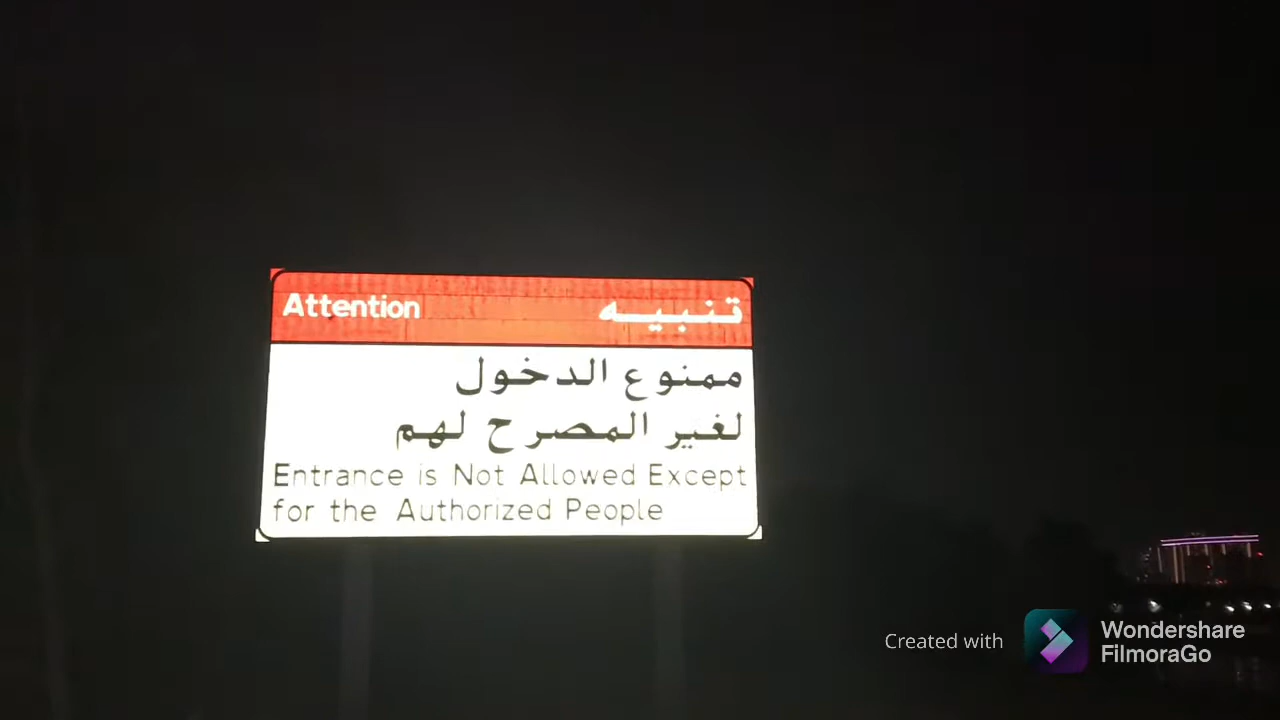 Attention تنبيه
ممنوع الدخول
لغير المصرح لهم
Entrance is Not Allowed Except
for the Authorized People
Created with Wondershare
FilmoraGo